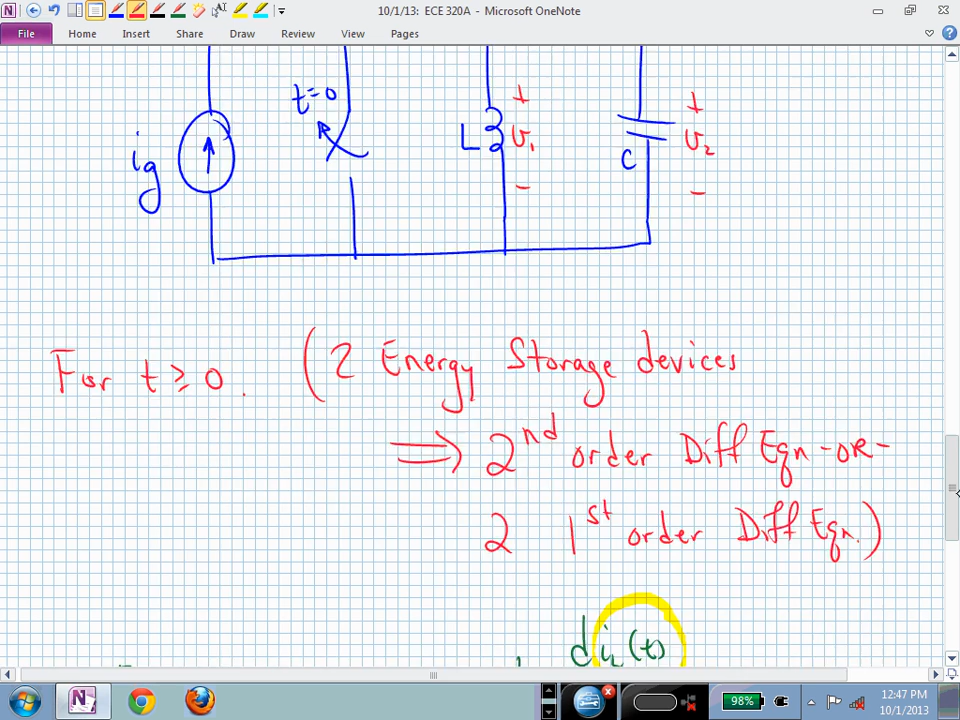 10/1/13: ECE 320A - Microsoft OneNote
File Home Insert Share Draw Review View Pages
t=0
ig
L
+
v1
-
C
+
v2
-
For t ≥ 0. (2 Energy Storage devices
⟹ 2nd order Diff Eqn -OR-
2 1st order Diff Eqn.)
diL(t)
98%
12:47 PM
10/1/2013